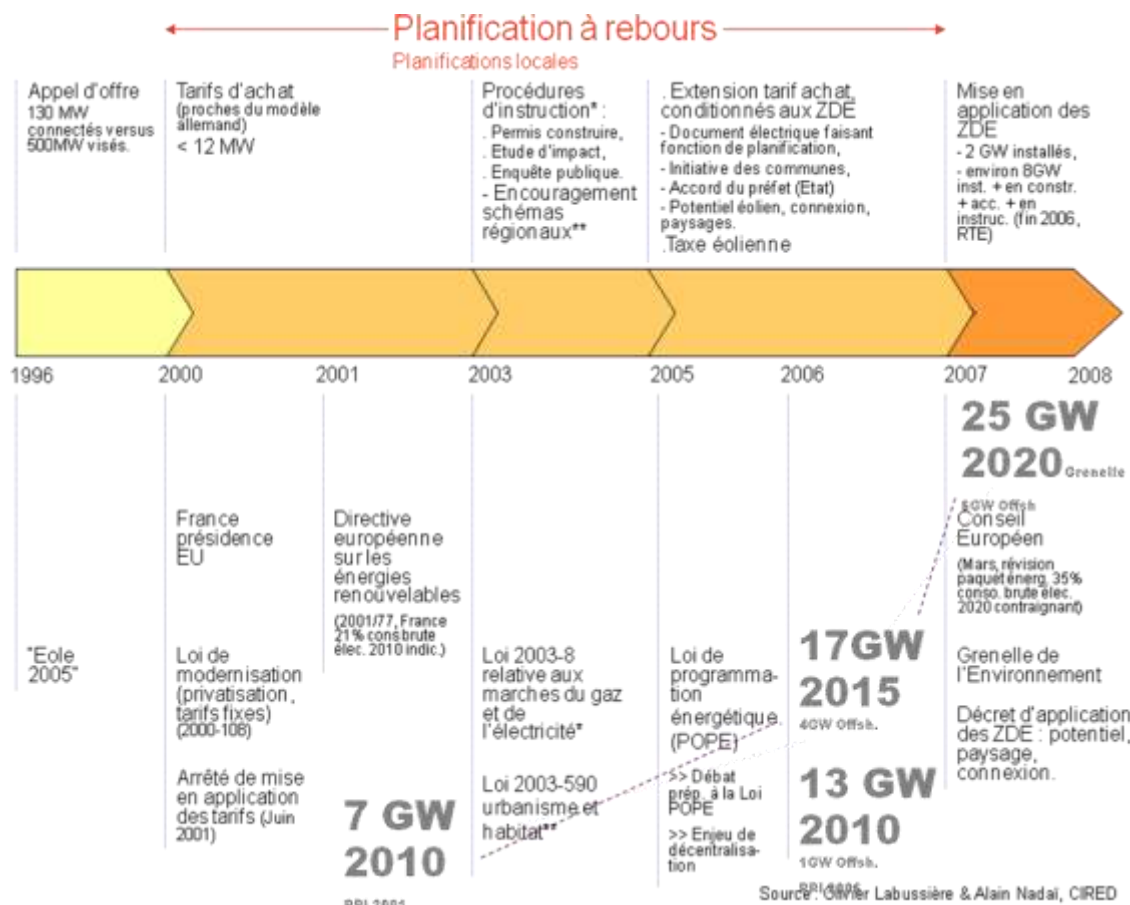 Planification à rebours
Planifications locales
Appel d'offre
130 MW
connectés versus
500MW visés.
Tarifs d'achat
(proches du modèle
allemand)
< 12 MW
Procédures
d'instruction* :
. Permis construire,
. Etude d'impact,
. Enquête publique.
- Encouragement
schémas
régionaux**
. Extension tarif achat,
conditionnés aux ZDE
- Document électrique faisant
fonction de planification,
- Initiative des communes,
- Accord du préfet (Etat)
- Potentiel éolien, connexion,
paysages.
.Taxe éolienne
Mise en
application des
ZDE
- 2 GW installés,
- environ 8GW
inst. + en constr.
+ acc. + en
instruc. (fin 2006,
RTE)
1996
2000
2001
2003
2005
2006
2007
2008
25 GW
2020 Grenelle
5GW Offsh
France
présidence
EU
Directive
européenne
sur les
énergies
renouvelables
(2001/77, France
21% consbrute
élec. 2010 indic.)
Conseil
Européen
(Mars, révision
paquet énerg, 35%
conso. brute élec.
2020 contraignant)
"Eole
2005"
Loi de
modernisation
(privatisation,
tarifs fixes)
(2000-108)
Loi 2003-8
relative aux
marches du gaz
et de
l'électricité*
Loi de
programma-
tion
énergétique.
(POPE)
17GW
2015
4GW Offsh.
Grenelle de
l'Environnement
Décret d'application
des ZDE : potentiel,
paysage,
connexion.
Arrêté de mise
en application
des tarifs (Juin
2001)
7 GW
2010
Loi 2003-590
urbanisme et
habitat**
>> Débat
prép. à la Loi
POPE
>> Enjeu de
décentralisa-
tion
13 GW
2010
1GW Offsh.
Source : Olivier Labussière & Alain Nadaï, CIRED